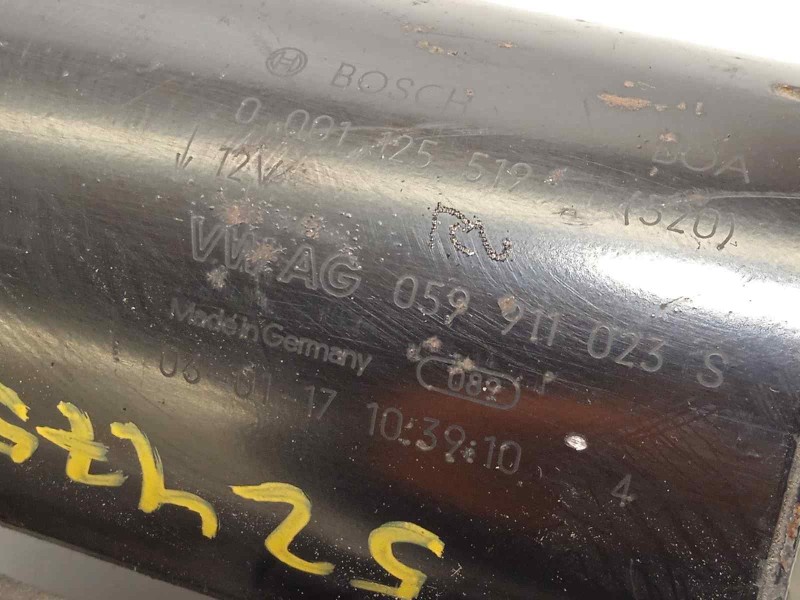 BOSCH
0 001 125 519 BOA
12V (320)
VW AG 059 911 023 S
Made in Germany
082
06 01 17 10:39:10 4